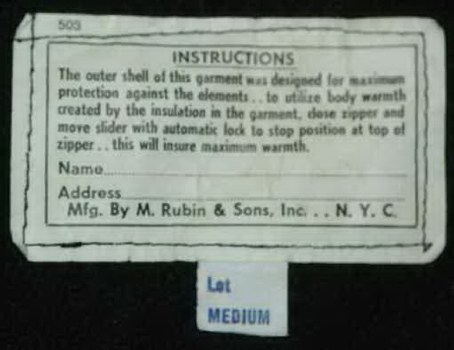 503
INSTRUCTIONS
The outer shell of this garment was designed for maximum
protection against the elements.. to utilize body warmth
created by the insulation in the garment, close zipper and
move slider with automatic lock to stop position at top of
zipper.. this will insure maximum warmth.
Name
Address
Mfg. By M. Rubin & Sons, Inc... N. Y. C.
Lot
MEDIUM